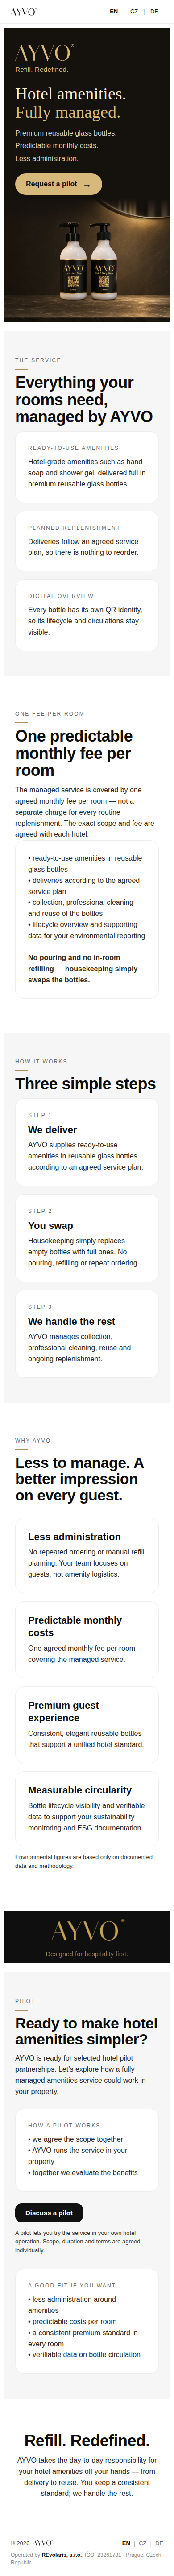 AYVO®
EN | CZ | DE
AYVO®
Refill. Redefined.
Hotel amenities.
Fully managed.
Premium reusable glass bottles.
Predictable monthly costs.
Less administration.
Request a pilot →
AYVO AYVO
THE SERVICE
Everything your
rooms need,
managed by AYVO
READY-TO-USE AMENITIES
Hotel-grade amenities such as hand
soap and shower gel, delivered full in
premium reusable glass bottles.
PLANNED REPLENISHMENT
Deliveries follow an agreed service
plan, so there is nothing to reorder.
DIGITAL OVERVIEW
Every bottle has its own QR identity,
so its lifecycle and circulations stay
visible.
ONE FEE PER ROOM
One predictable
monthly fee per
room
The managed service is covered by one
agreed monthly fee per room — not a
separate charge for every routine
replenishment. The exact scope and fee are
agreed with each hotel.
• ready-to-use amenities in reusable
glass bottles
• deliveries according to the agreed
service plan
• collection, professional cleaning
and reuse of the bottles
• lifecycle overview and supporting
data for your environmental reporting
No pouring and no in-room
refilling — housekeeping simply
swaps the bottles.
HOW IT WORKS
Three simple steps
STEP 1
We deliver
AYVO supplies ready-to-use
amenities in reusable glass bottles
according to an agreed service plan.
STEP 2
You swap
Housekeeping simply replaces
empty bottles with full ones. No
pouring, refilling or repeat ordering.
STEP 3
We handle the rest
AYVO manages collection,
professional cleaning, reuse and
ongoing replenishment.
WHY AYVO
Less to manage. A
better impression
on every guest.
Less administration
No repeated ordering or manual refill
planning. Your team focuses on
guests, not amenity logistics.
Predictable monthly
costs
One agreed monthly fee per room
covering the managed service.
Premium guest
experience
Consistent, elegant reusable bottles
that support a unified hotel standard.
Measurable circularity
Bottle lifecycle visibility and verifiable
data to support your sustainability
monitoring and ESG documentation.
Environmental figures are based only on documented
data and methodology.
AYVO®
Designed for hospitality first.
PILOT
Ready to make hotel
amenities simpler?
AYVO is ready for selected hotel pilot
partnerships. Let's explore how a fully
managed amenities service could work in
your property.
HOW A PILOT WORKS
• we agree the scope together
• AYVO runs the service in your
property
• together we evaluate the benefits
Discuss a pilot
A pilot lets you try the service in your own hotel
operation. Scope, duration and terms are agreed
individually.
A GOOD FIT IF YOU WANT
• less administration around
amenities
• predictable costs per room
• a consistent premium standard in
every room
• verifiable data on bottle circulation
Refill. Redefined.
AYVO takes the day-to-day responsibility for
your hotel amenities off your hands — from
delivery to reuse. You keep a consistent
standard; we handle the rest.
© 2026 AYVO®
EN | CZ | DE
Operated by REvolaris, s.r.o. IČO: 23261781 · Prague, Czech
Republic